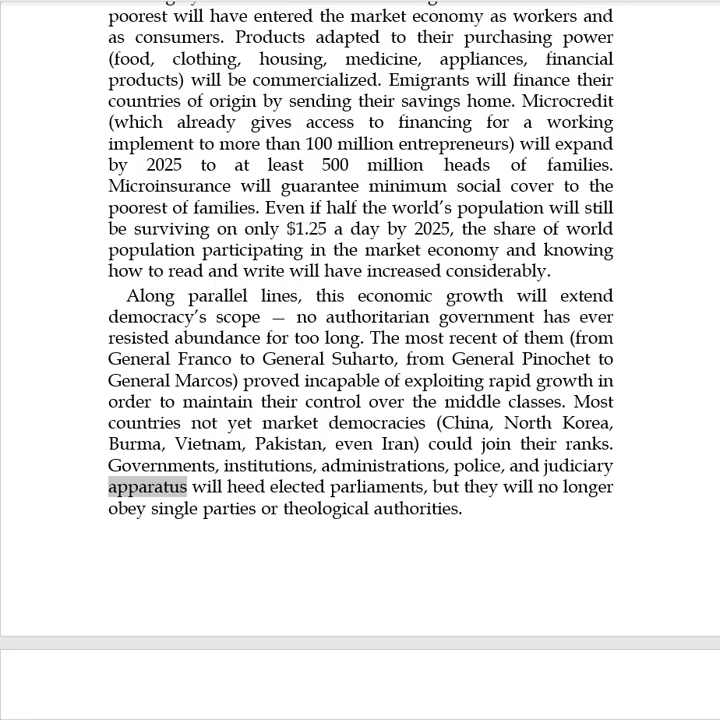 poorest will have entered the market economy as workers and
as consumers. Products adapted to their purchasing power
(food, clothing, housing, medicine, appliances, financial
products) will be commercialized. Emigrants will finance their
countries of origin by sending their savings home. Microcredit
(which already gives access to financing for a working
implement to more than 100 million entrepreneurs) will expand
by 2025 to at least 500 million heads of families.
Microinsurance will guarantee minimum social cover to the
poorest of families. Even if half the world’s population will still
be surviving on only $1.25 a day by 2025, the share of world
population participating in the market economy and knowing
how to read and write will have increased considerably.
Along parallel lines, this economic growth will extend
democracy’s scope — no authoritarian government has ever
resisted abundance for too long. The most recent of them (from
General Franco to General Suharto, from General Pinochet to
General Marcos) proved incapable of exploiting rapid growth in
order to maintain their control over the middle classes. Most
countries not yet market democracies (China, North Korea,
Burma, Vietnam, Pakistan, even Iran) could join their ranks.
Governments, institutions, administrations, police, and judiciary
apparatus will heed elected parliaments, but they will no longer
obey single parties or theological authorities.